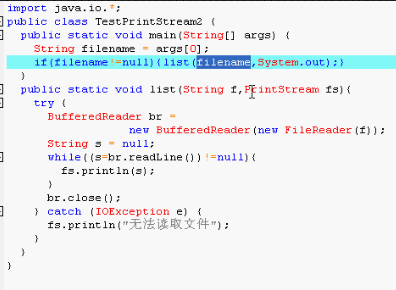 import java.io.*;
public class TestPrintStream2 {
  public static void main(String[] args) {
    String filename = args[0];
    if(filename!=null){list(filename,System.out);}
  }
  public static void list(String f,PrintStream fs){
    try {
      BufferedReader br =
                  new BufferedReader(new FileReader(f));
      String s = null;
      while((s=br.readLine())!=null){
        fs.println(s);
      }
      br.close();
    } catch (IOException e) {
      fs.println("无法读取文件");
    }
  }
}